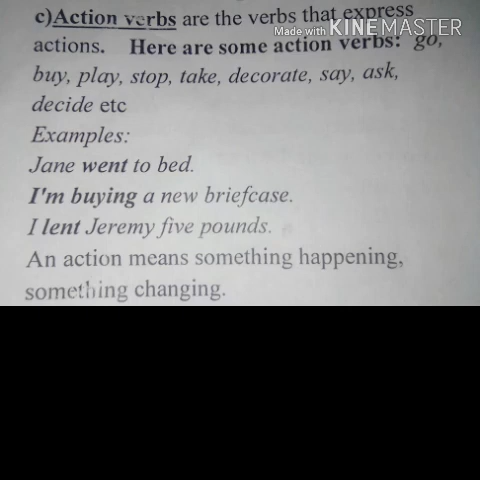 c)Action verbs are the verbs that express
Made with KINEMASTER
actions. Here are some action verbs: go,
buy, play, stop, take, decorate, say, ask,
decide etc
Examples:
Jane went to bed.
I'm buying a new briefcase.
I lent Jeremy five pounds.
An action means something happening,
something changing.